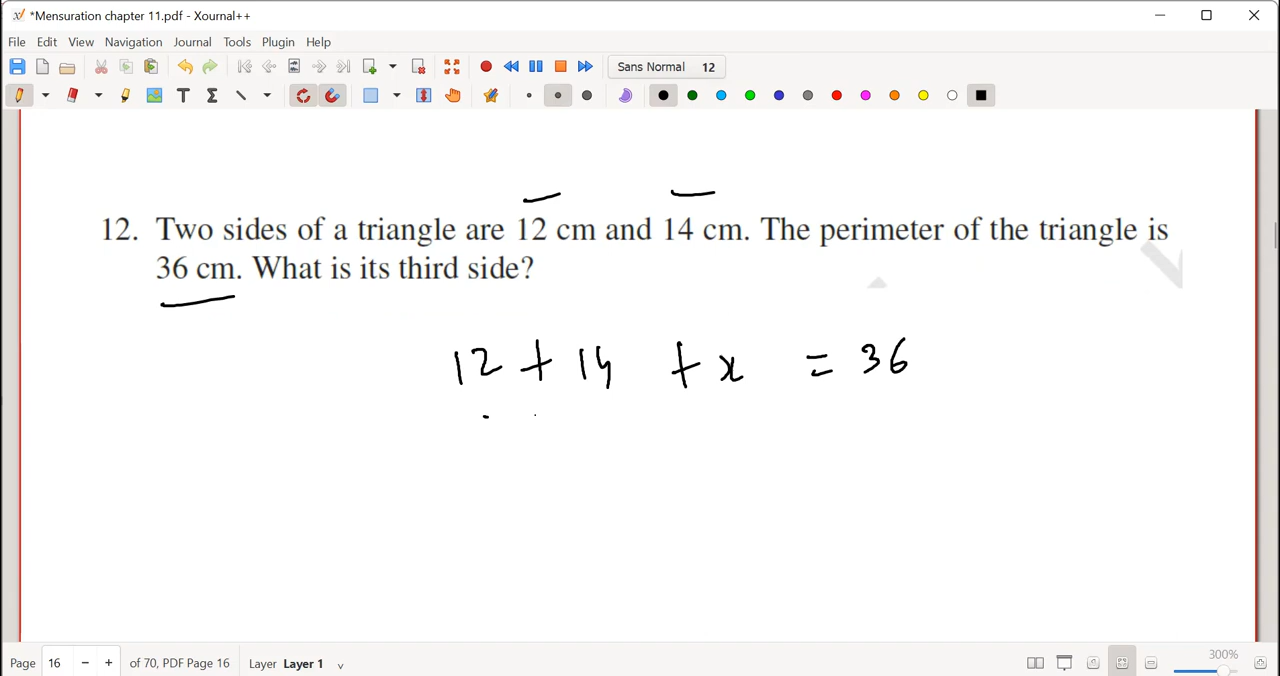 *Mensuration chapter 11.pdf - Xournal++
File Edit View Navigation Journal Tools Plugin Help
Sans Normal 12
12. Two sides of a triangle are 12 cm and 14 cm. The perimeter of the triangle is
36 cm. What is its third side?
12 + 14 + x = 36
Page 16 of 70, PDF Page 16 Layer Layer 1 300%